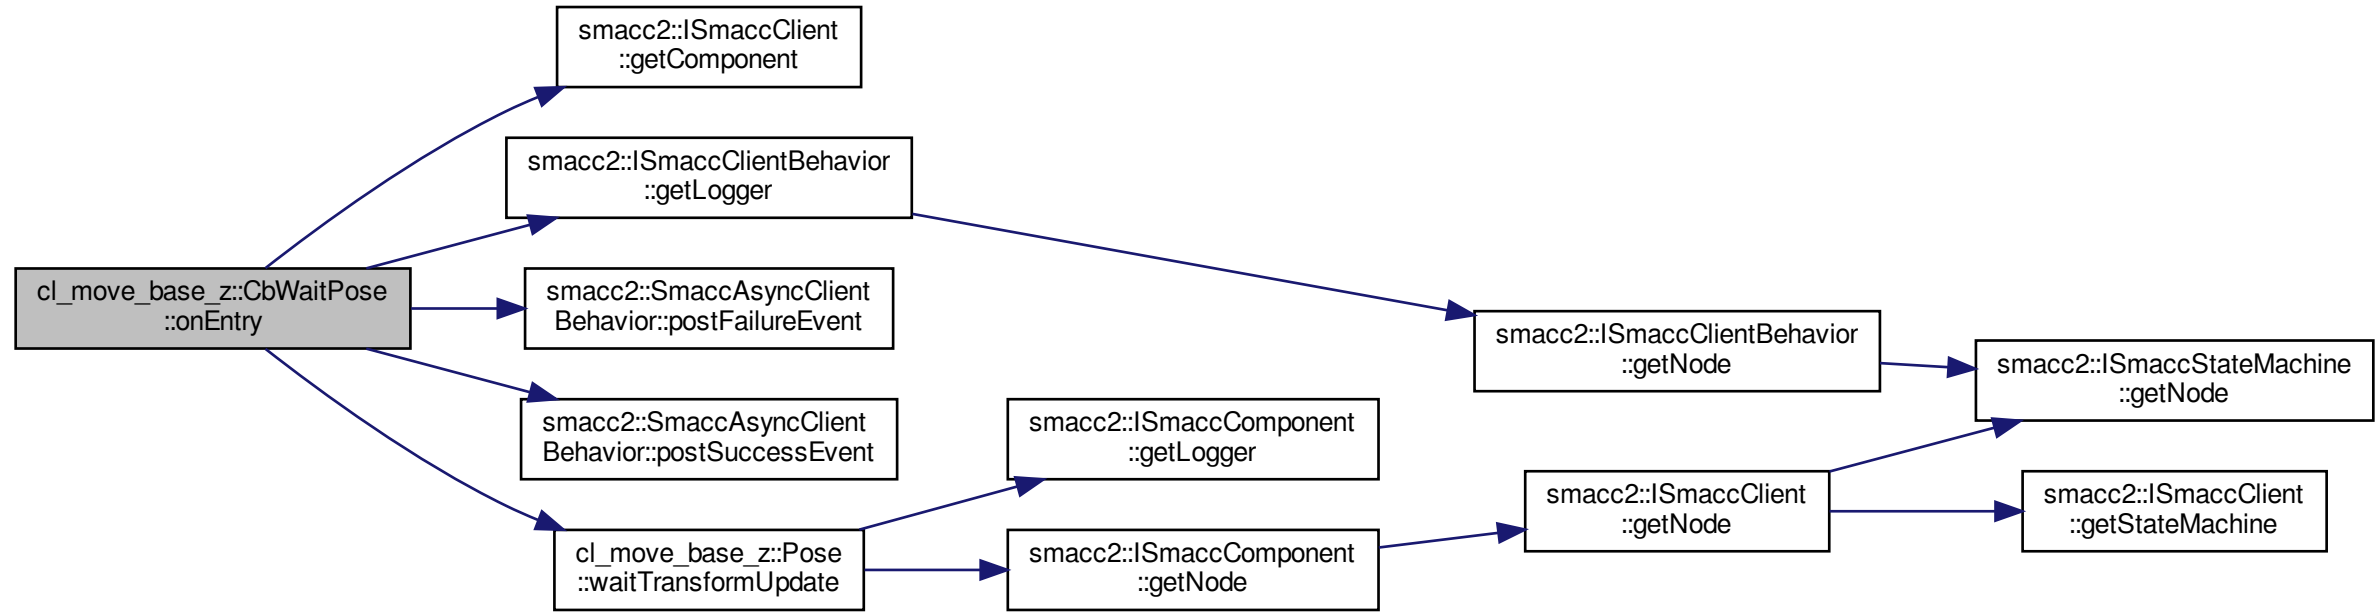 smacc2::ISmaccClient
::getComponent
smacc2::ISmaccClientBehavior
::getLogger
cl_move_base_z::CbWaitPose
::onEntry
smacc2::SmaccAsyncClient
Behavior::postFailureEvent
smacc2::ISmaccClientBehavior
::getNode
smacc2::ISmaccStateMachine
::getNode
smacc2::SmaccAsyncClient
Behavior::postSuccessEvent
smacc2::ISmaccComponent
::getLogger
smacc2::ISmaccClient
::getNode
smacc2::ISmaccClient
::getStateMachine
cl_move_base_z::Pose
::waitTransformUpdate
smacc2::ISmaccComponent
::getNode